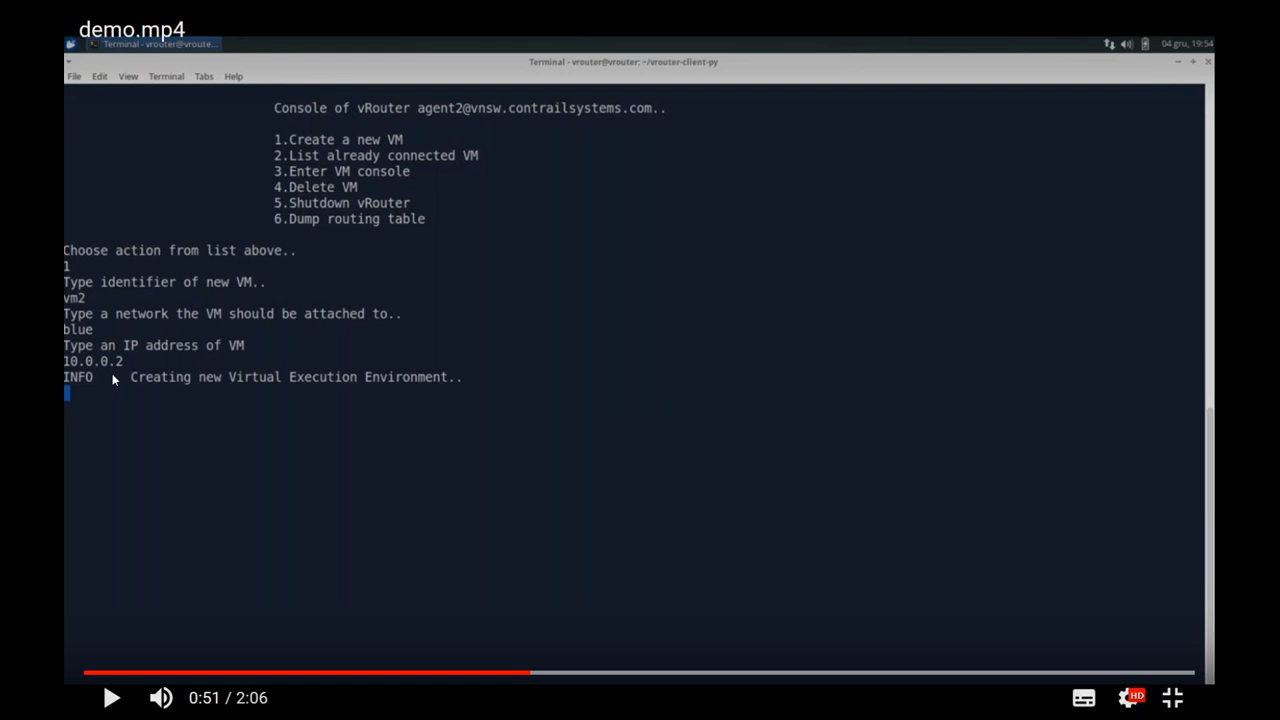 demo.mp4
Terminal - vrouter@vroute...
04 gru, 19:54
Terminal - vrouter@vrouter: ~/vrouter-client-py
File Edit View Terminal Tabs Help
Console of vRouter agent2@vnsw.contrailsystems.com..
1.Create a new VM
2.List already connected VM
3.Enter VM console
4.Delete VM
5.Shutdown vRouter
6.Dump routing table
Choose action from list above..
1
Type identifier of new VM..
vm2
Type a network the VM should be attached to..
blue
Type an IP address of VM
10.0.0.2
INFO Creating new Virtual Execution Environment..
0:51 / 2:06
HD